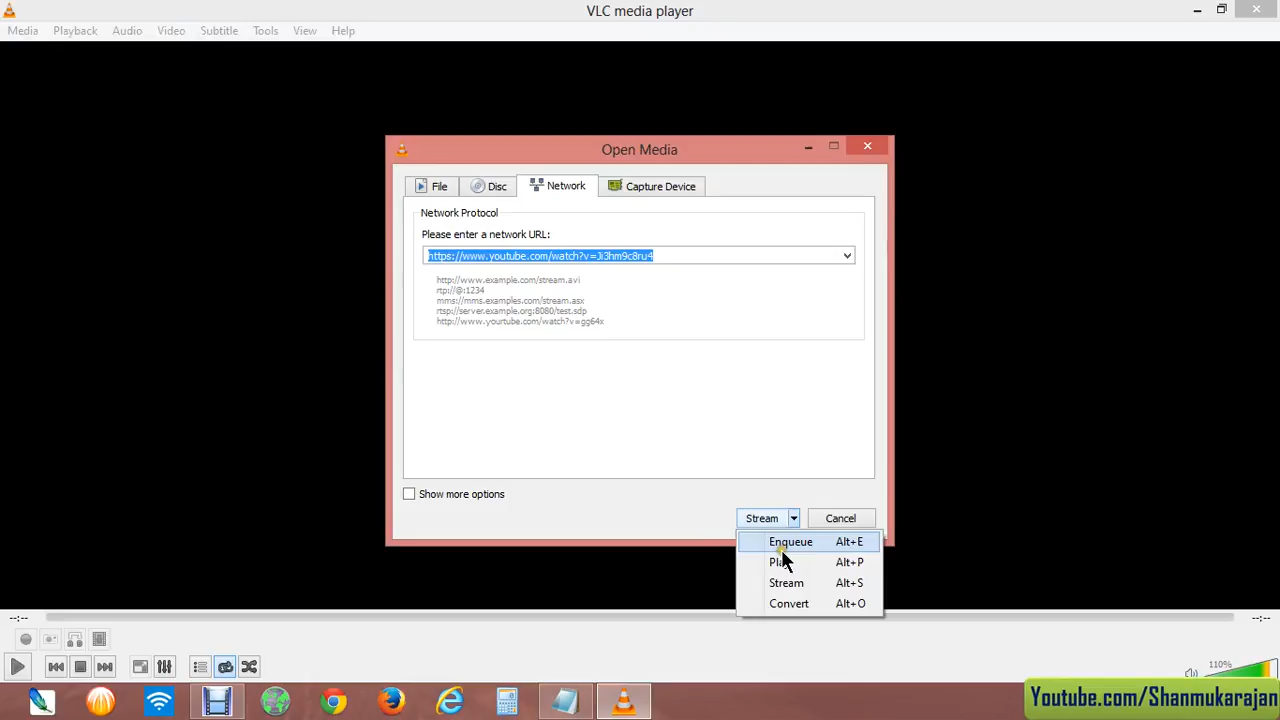 VLC media player
Media Playback Audio Video Subtitle Tools View Help
Open Media
File Disc Network Capture Device
Network Protocol
Please enter a network URL:
https://www.youtube.com/watch?v=Ji3hm9c8ru4
http://www.example.com/stream.avi
rtp://@:1234
mms://mms.examples.com/stream.asx
rtsp://server.example.org:8080/test.sdp
http://www.yourtube.com/watch?v=gg64x
Show more options
Stream Cancel
Enqueue Alt+E
Alt+P
Stream Alt+S
Convert Alt+O
--:-- --:--
110%
Youtube.com/Shanmukarajan